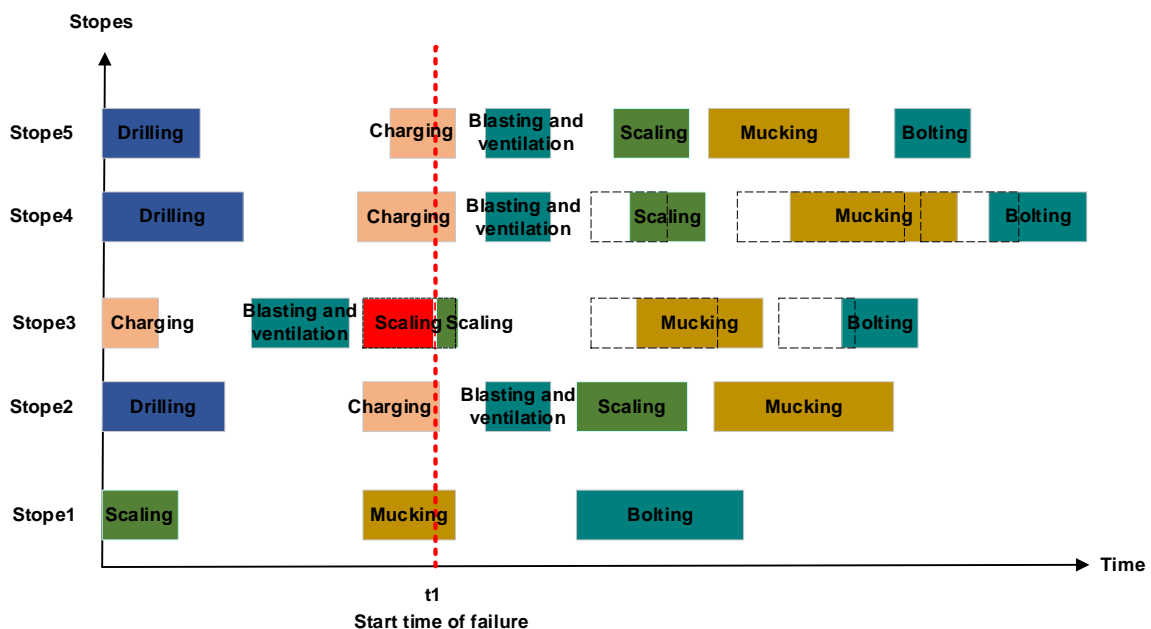 Stopes
Stope5
Drilling
Charging
Blasting and
ventilation
Scaling
Mucking
Bolting
Stope4
Drilling
Charging
Blasting and
ventilation
Scaling
Mucking
Bolting
Stope3
Charging
Blasting and
ventilation
Scaling
Scaling
Mucking
Bolting
Stope2
Drilling
Charging
Blasting and
ventilation
Scaling
Mucking
Stope1
Scaling
Mucking
Bolting
Time
t1
Start time of failure